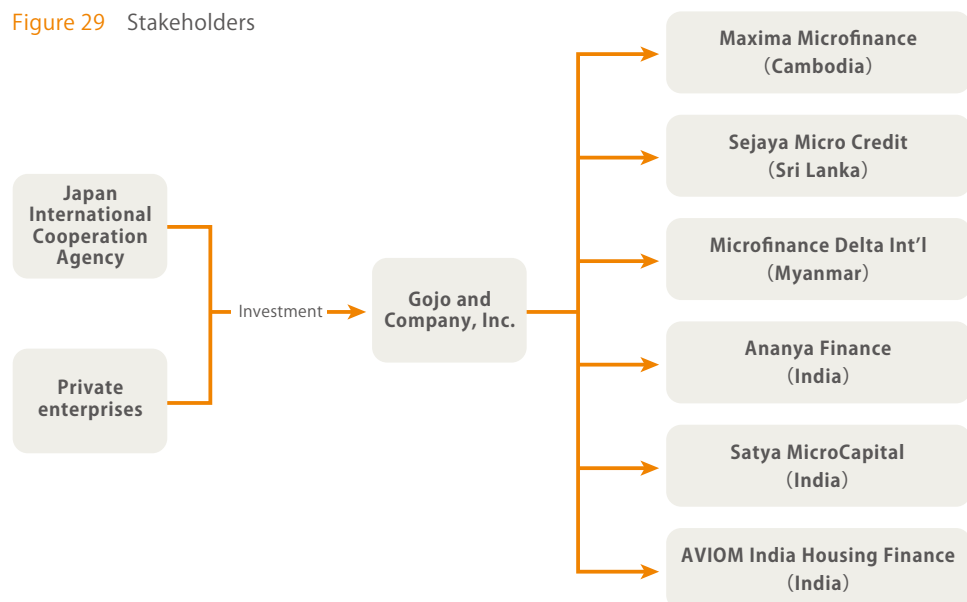 Figure 29 Stakeholders
Japan
International
Cooperation
Agency
Private
enterprises
Investment
Gojo and
Company, Inc.
Maxima Microfinance
（Cambodia）
Sejaya Micro Credit
（Sri Lanka）
Microfinance Delta Int’l
（Myanmar）
Ananya Finance
（India）
Satya MicroCapital
（India）
AVIOM India Housing Finance
（India）